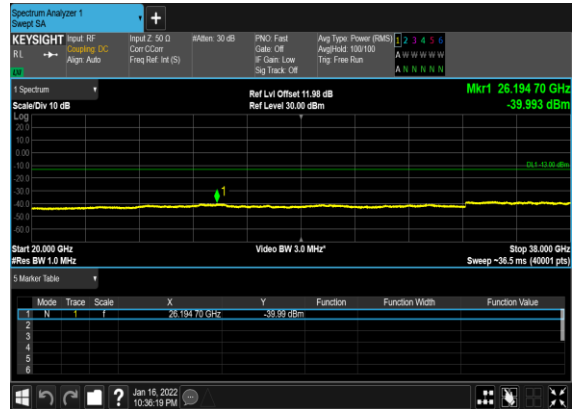 Spectrum Analyzer 1
Swept SA
+
KEYSIGHT Input: RF Input Z: 50 Ω #Atten: 30 dB PNO: Fast Avg Type: Power (RMS) 1 2 3 4 5 6
RL Coupling: DC Corr CCorr Gate: Off Avg|Hold: 100/100 A W W W W W
Align: Auto Freq Ref: Int (S) IF Gain: Low Trig: Free Run A N N N N N
Sig Track: Off
1 Spectrum Ref Lvl Offset 11.98 dB Mkr1 26.194 70 GHz
Scale/Div 10 dB Ref Level 30.00 dBm -39.993 dBm
Log
20.0
10.0
0.00
-10.0
DL1 -13.00 dBm
-20.0
-30.0
1
-40.0
-50.0
-60.0
Start 20.000 GHz Video BW 3.0 MHz* Stop 38.000 GHz
#Res BW 1.0 MHz Sweep ~36.5 ms (40001 pts)
5 Marker Table
Mode Trace Scale X Y Function Function Width Function Value
1 N 1 f 26.194 70 GHz -39.99 dBm
2
3
4
5
6
? Jan 16, 2022
10:36:19 PM